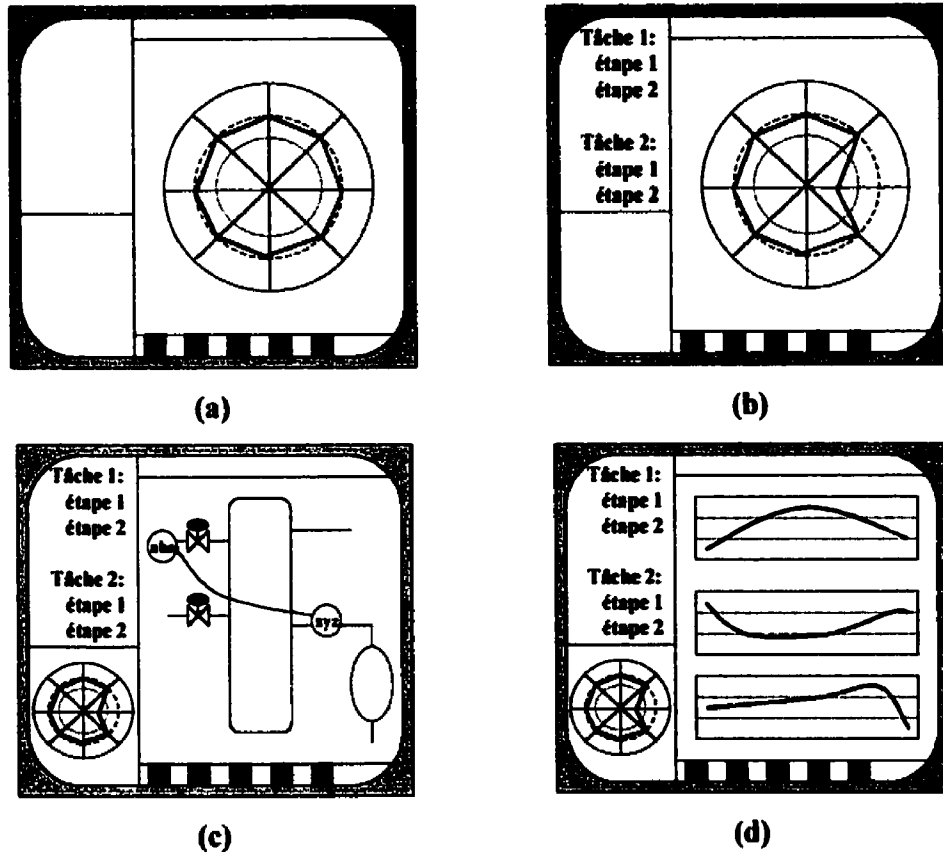 Tâche 1:
étape 1
étape 2
Tâche 2:
étape 1
étape 2
(a)
(b)
Tâche 1:
étape 1
étape 2
Tâche 2:
étape 1
étape 2
xyz
(c)
Tâche 1:
étape 1
étape 2
Tâche 2:
étape 1
étape 2
(d)